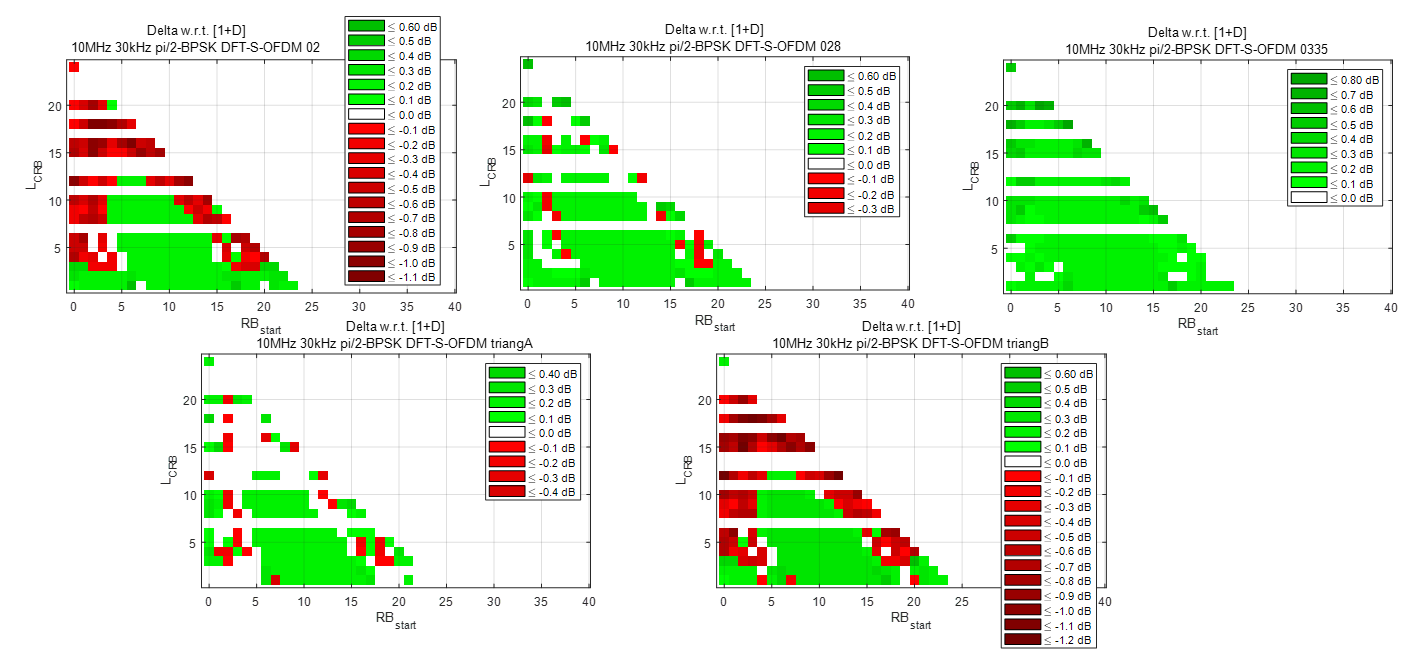 Delta w.r.t. [1+D]
10MHz 30kHz pi/2-BPSK DFT-S-OFDM 02
≤ 0.60 dB
≤ 0.5 dB
≤ 0.4 dB
≤ 0.3 dB
≤ 0.2 dB
≤ 0.1 dB
≤ 0.0 dB
≤ -0.1 dB
≤ -0.2 dB
≤ -0.3 dB
≤ -0.4 dB
≤ -0.5 dB
≤ -0.6 dB
≤ -0.7 dB
≤ -0.8 dB
≤ -0.9 dB
≤ -1.0 dB
≤ -1.1 dB
20
15
10
5
L_CRB
0 5 10 15 20 25 30 35 40
RB_start
Delta w.r.t. [1+D]
10MHz 30kHz pi/2-BPSK DFT-S-OFDM 028
≤ 0.60 dB
≤ 0.5 dB
≤ 0.4 dB
≤ 0.3 dB
≤ 0.2 dB
≤ 0.1 dB
≤ 0.0 dB
≤ -0.1 dB
≤ -0.2 dB
≤ -0.3 dB
20
15
10
5
L_CRB
0 5 10 15 20 25 30 35 40
RB_start
Delta w.r.t. [1+D]
10MHz 30kHz pi/2-BPSK DFT-S-OFDM 0335
≤ 0.80 dB
≤ 0.7 dB
≤ 0.6 dB
≤ 0.5 dB
≤ 0.4 dB
≤ 0.3 dB
≤ 0.2 dB
≤ 0.1 dB
≤ 0.0 dB
20
15
10
5
L_CRB
0 5 10 15 20 25 30 35 40
RB_start
Delta w.r.t. [1+D]
10MHz 30kHz pi/2-BPSK DFT-S-OFDM triangA
≤ 0.40 dB
≤ 0.3 dB
≤ 0.2 dB
≤ 0.1 dB
≤ 0.0 dB
≤ -0.1 dB
≤ -0.2 dB
≤ -0.3 dB
≤ -0.4 dB
20
15
10
5
L_CRB
0 5 10 15 20 25 30 35 40
RB_start
Delta w.r.t. [1+D]
10MHz 30kHz pi/2-BPSK DFT-S-OFDM triangB
≤ 0.60 dB
≤ 0.5 dB
≤ 0.4 dB
≤ 0.3 dB
≤ 0.2 dB
≤ 0.1 dB
≤ 0.0 dB
≤ -0.1 dB
≤ -0.2 dB
≤ -0.3 dB
≤ -0.4 dB
≤ -0.5 dB
≤ -0.6 dB
≤ -0.7 dB
≤ -0.8 dB
≤ -0.9 dB
≤ -1.0 dB
≤ -1.1 dB
≤ -1.2 dB
20
15
10
5
L_CRB
0 5 10 15 20 25 40
RB_start